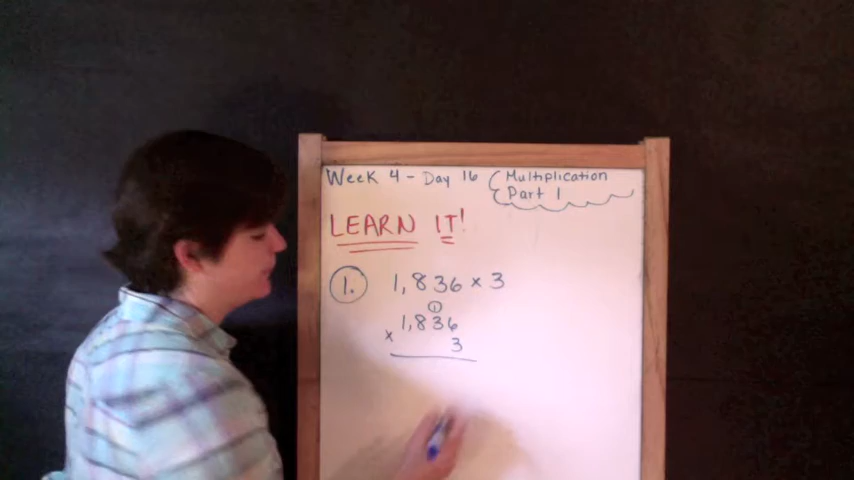 Week 4 - Day 16
Multiplication
Part 1
LEARN IT!
1. 1,836 x 3
1
1,836
x 3